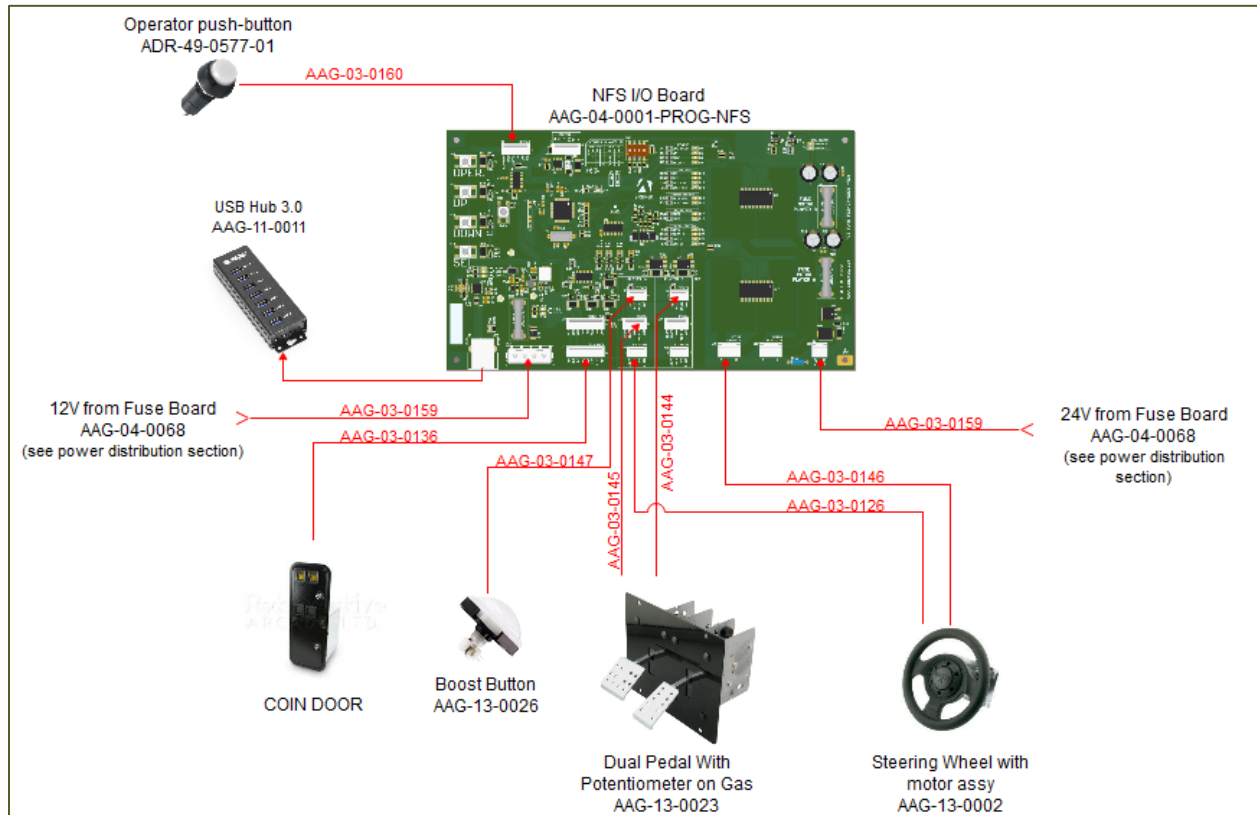 Operator push-button
ADR-49-0577-01
AAG-03-0160
NFS I/O Board
AAG-04-0001-PROG-NFS
OPER.
UP
DOWN
SET
USB Hub 3.0
AAG-11-0011
12V from Fuse Board
AAG-04-0068
(see power distribution section)
AAG-03-0159
AAG-03-0136
AAG-03-0147
AAG-03-0145
AAG-03-0144
AAG-03-0159
24V from Fuse Board
AAG-04-0068
(see power distribution
section)
AAG-03-0146
AAG-03-0126
COIN DOOR
Boost Button
AAG-13-0026
Dual Pedal With
Potentiometer on Gas
AAG-13-0023
Steering Wheel with
motor assy
AAG-13-0002